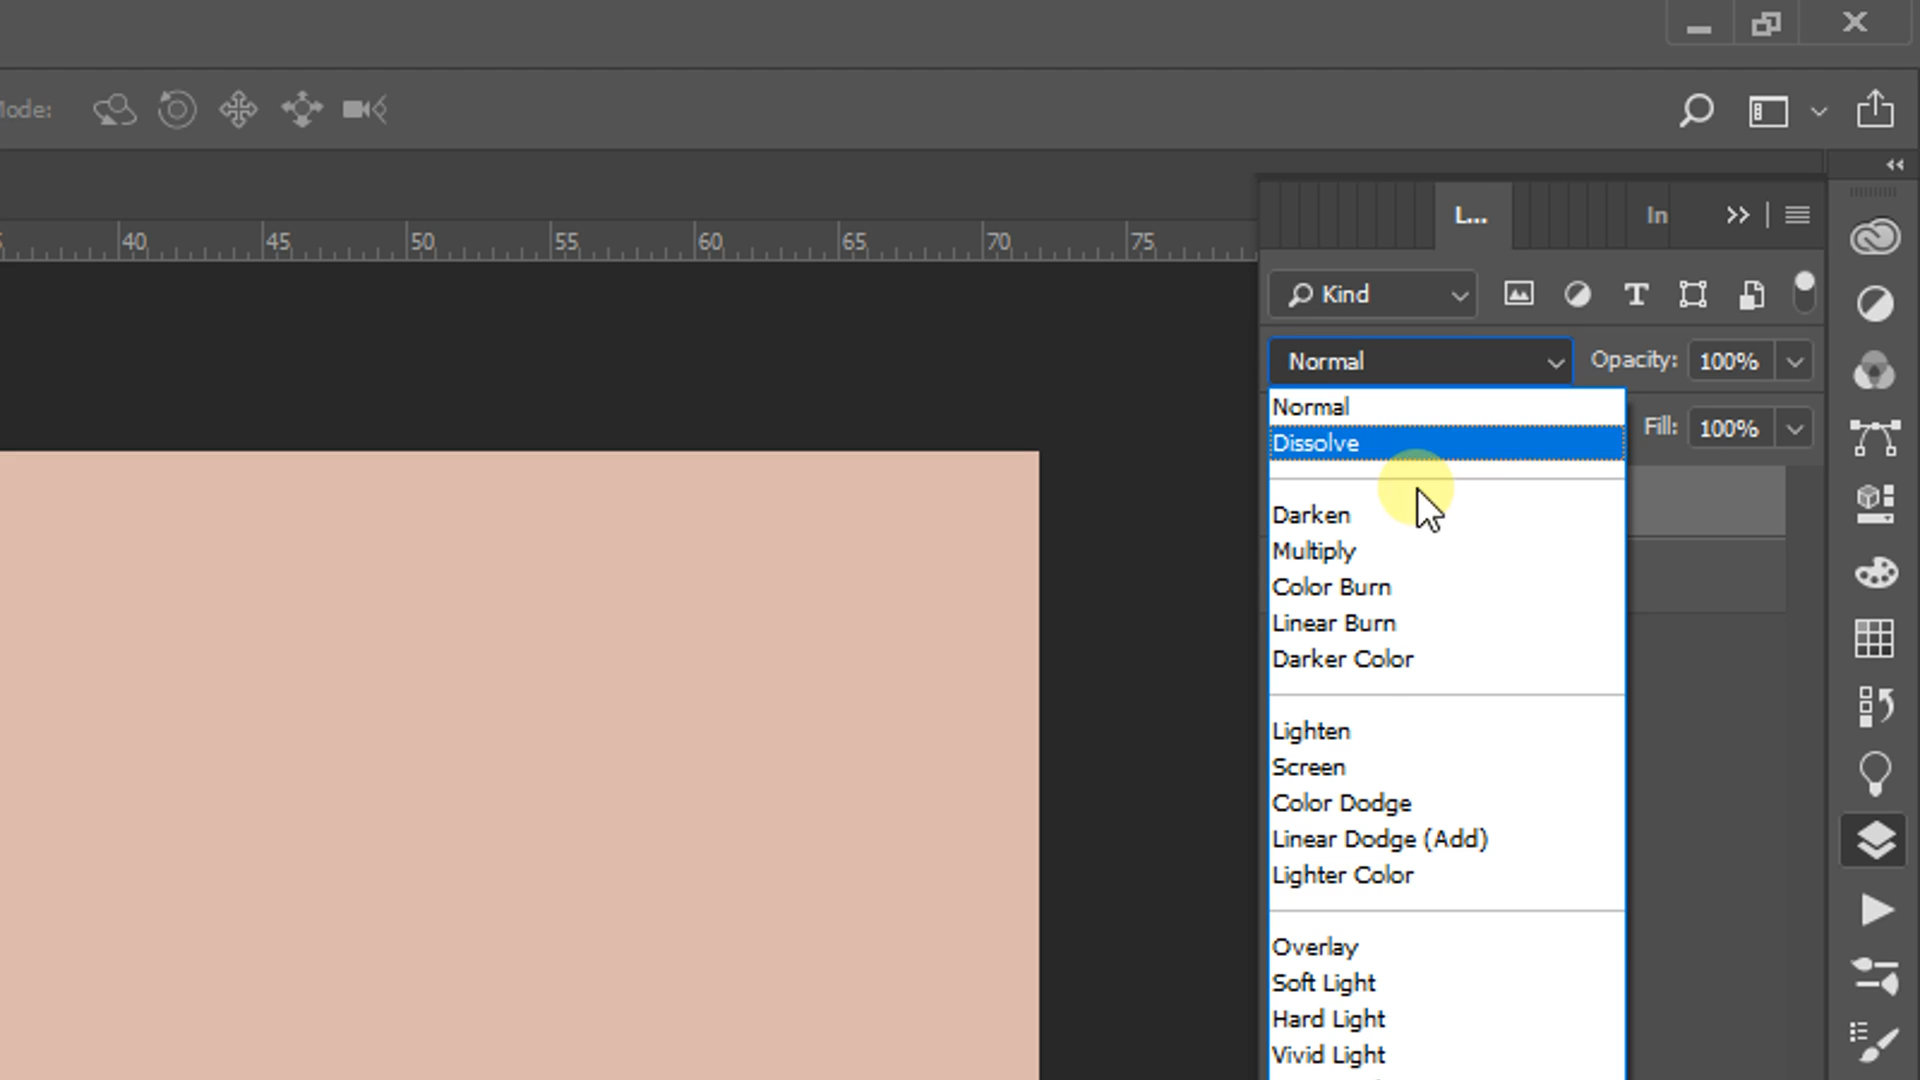 40 45 50 55 60 65 70 75
L... In
Kind
Normal Opacity: 100%
Normal
Fill: 100%
Dissolve
Darken
Multiply
Color Burn
Linear Burn
Darker Color
Lighten
Screen
Color Dodge
Linear Dodge (Add)
Lighter Color
Overlay
Soft Light
Hard Light
Vivid Light